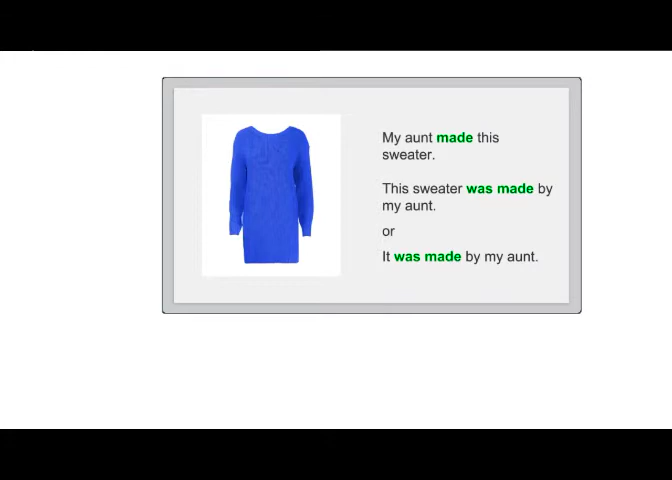 My aunt made this
sweater.
This sweater was made by
my aunt.
or
It was made by my aunt.